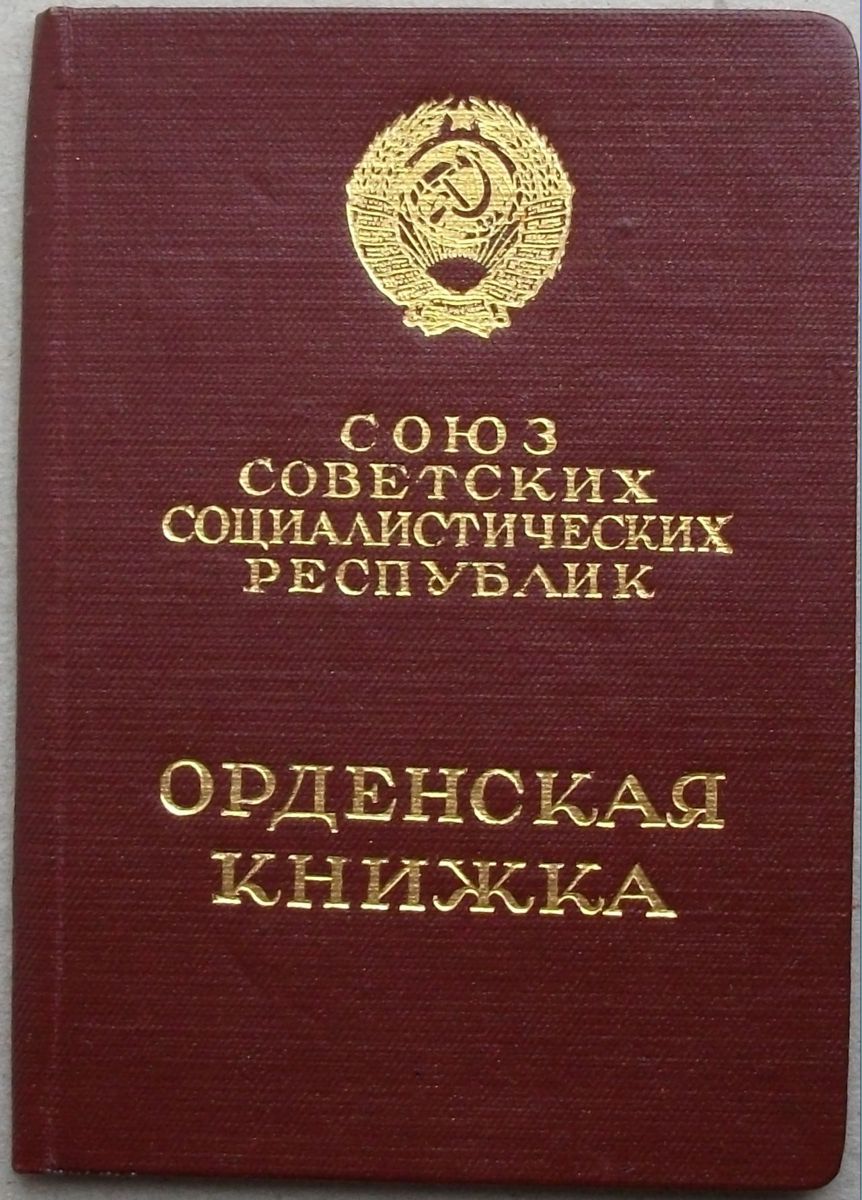 СОЮЗ
СОВЕТСКИХ
СОЦИАЛИСТИЧЕСКИХ
РЕСПУБЛИК
ОРДЕНСКАЯ
КНИЖКА